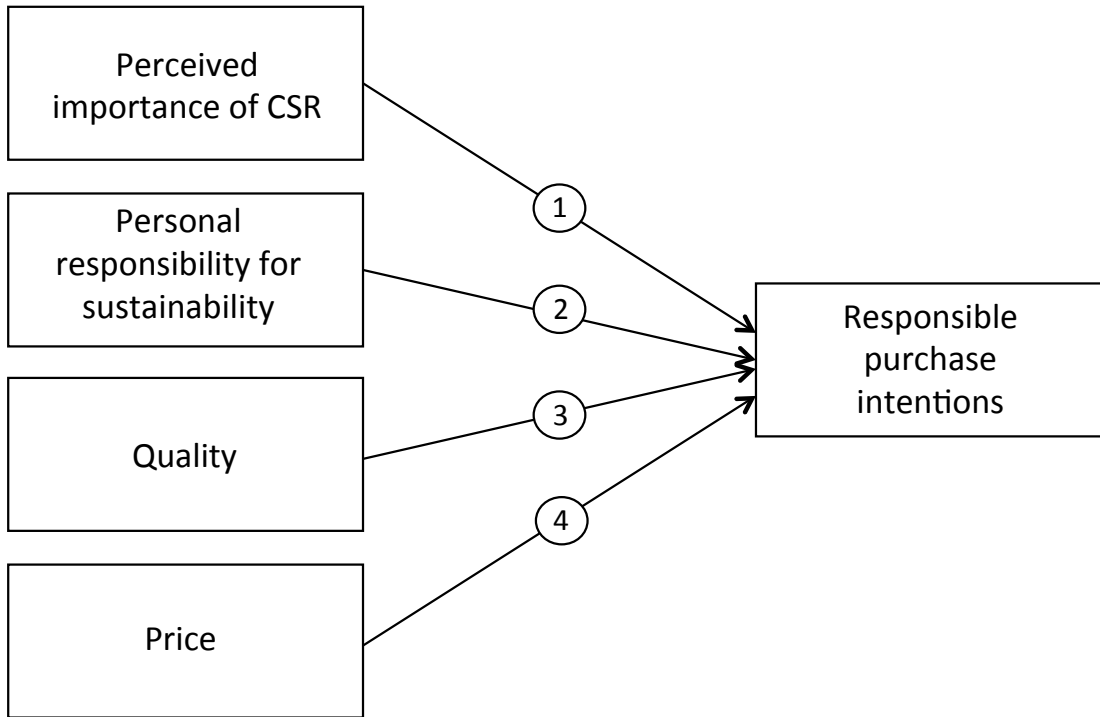 Perceived
importance of CSR
1
Personal
responsibility for
sustainability
2
Responsible
purchase
intentions
Quality
3
4
Price